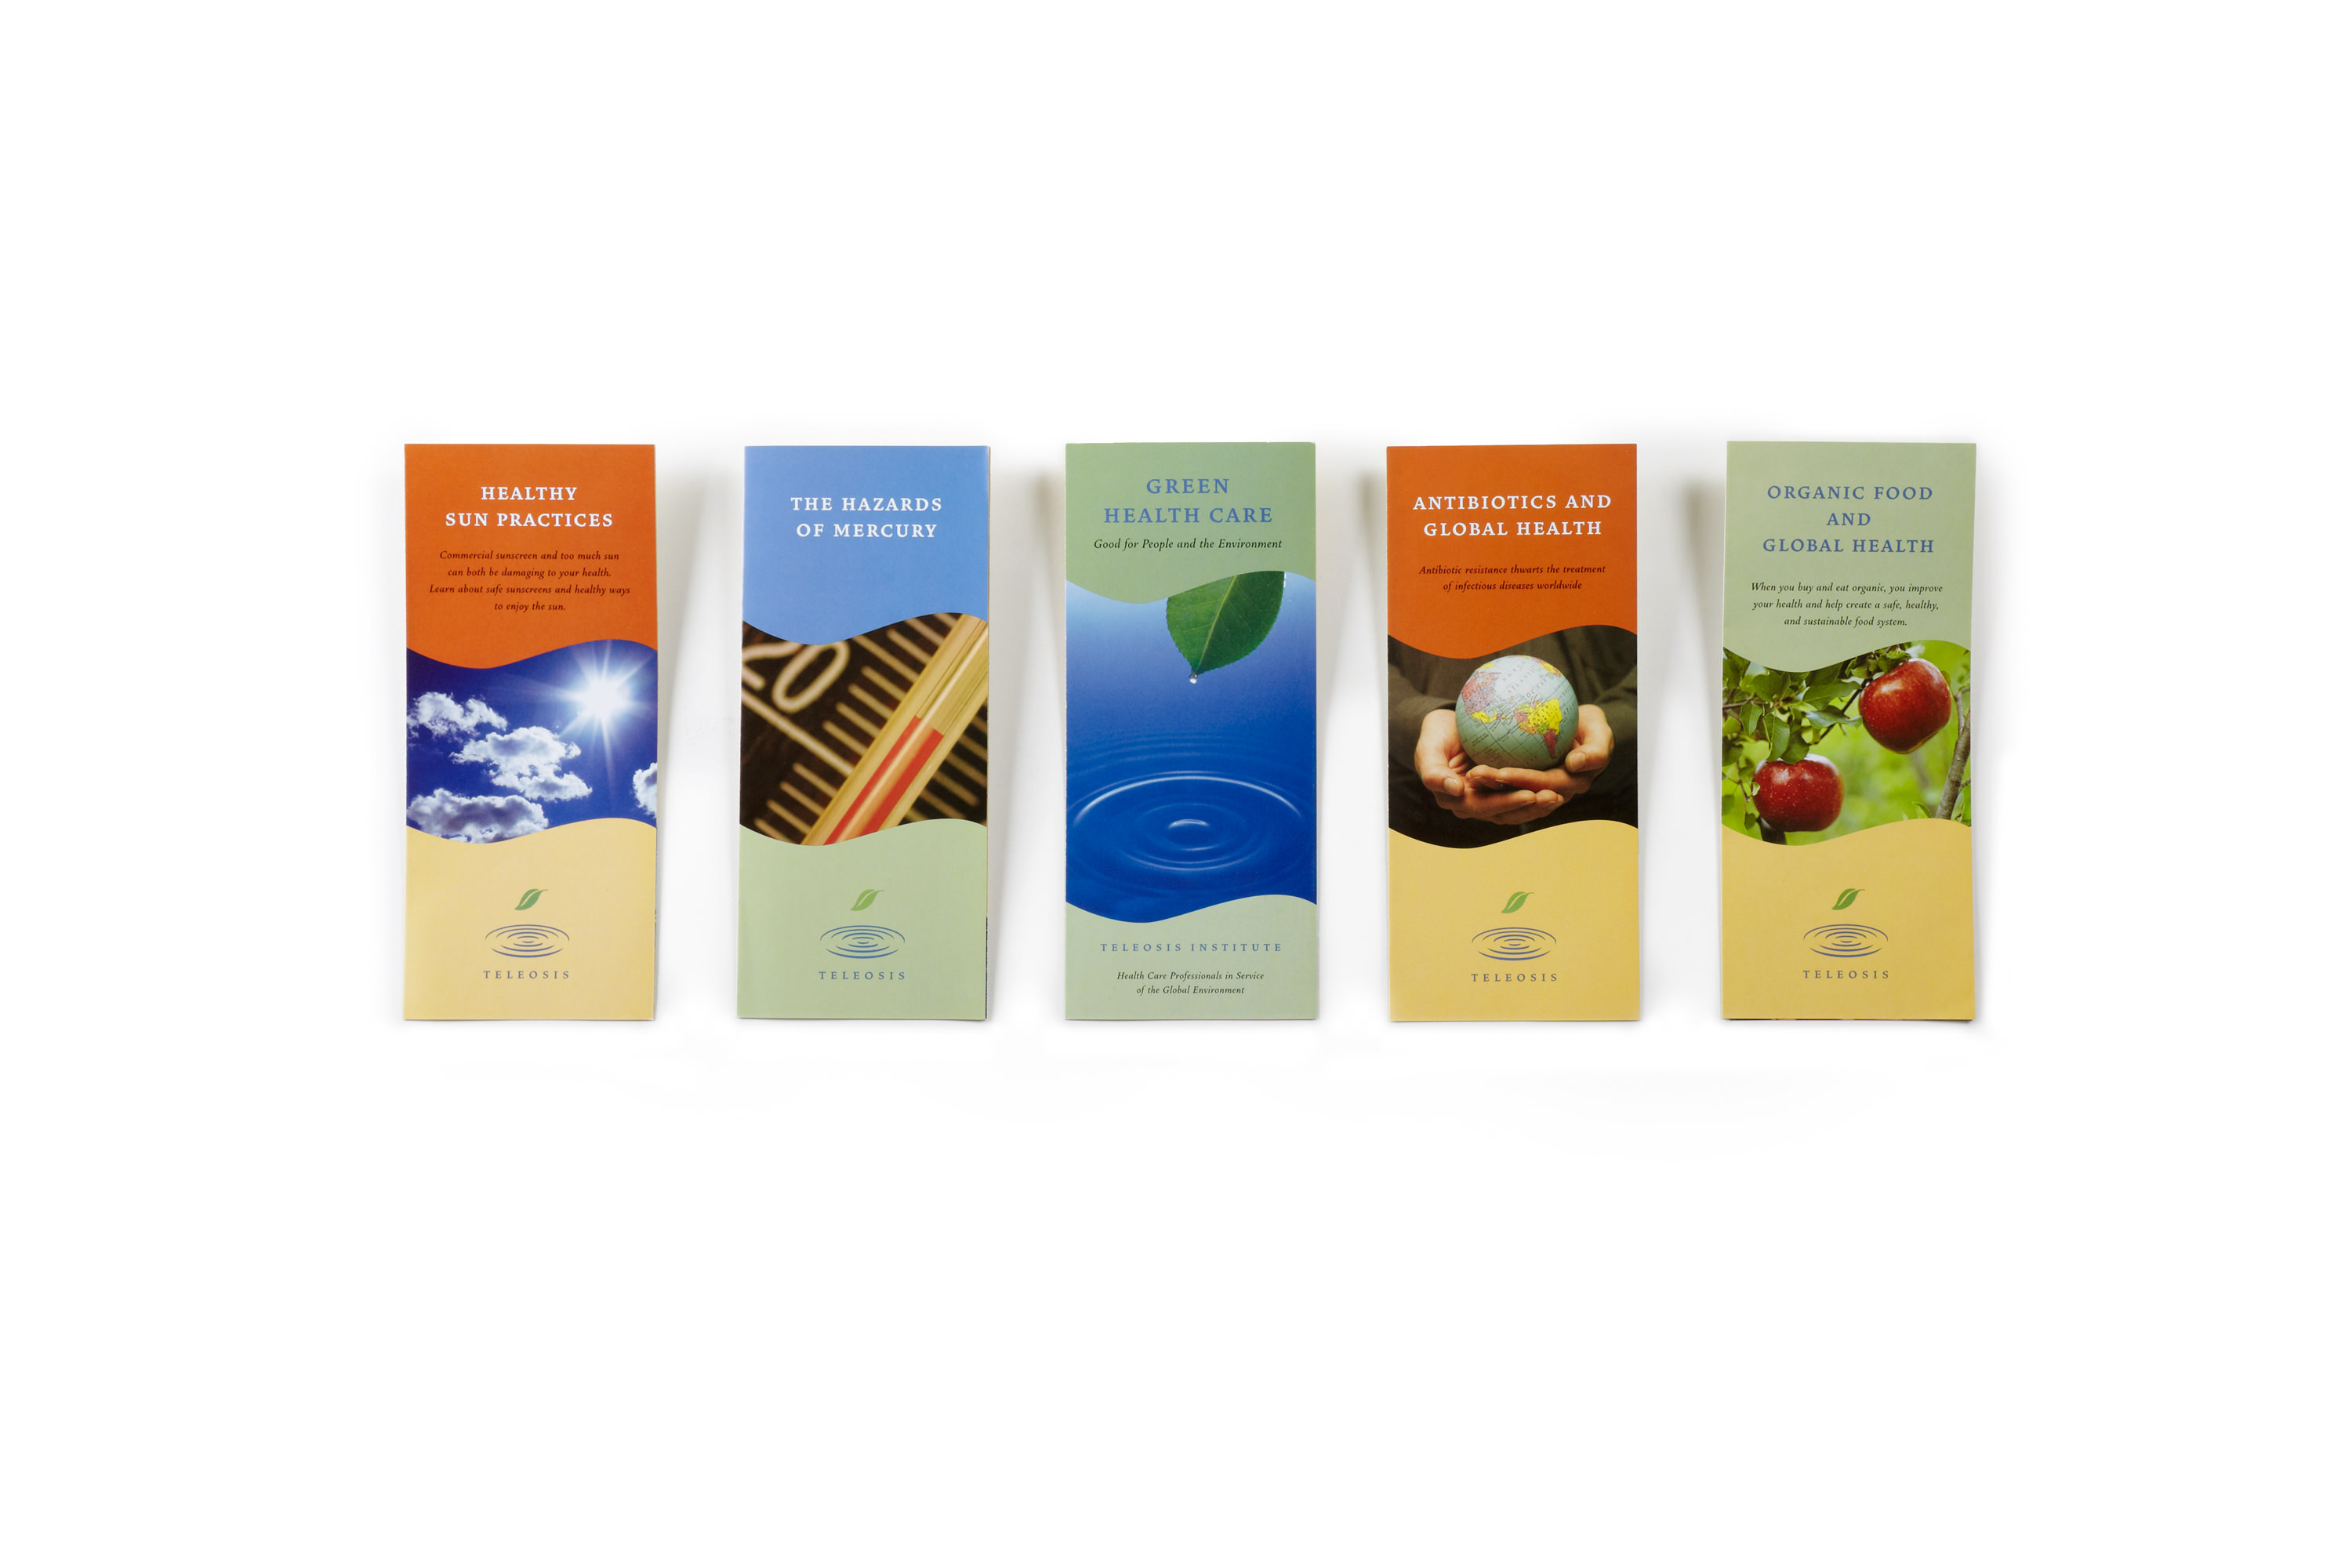 HEALTHY
SUN PRACTICES
Commercial sunscreen and too much sun
can both be damaging to your health.
Learn about safe sunscreens and healthy ways
to enjoy the sun.
TELEOSIS
THE HAZARDS
OF MERCURY
20
TELEOSIS
GREEN
HEALTH CARE
Good for People and the Environment
TELEOSIS INSTITUTE
Health Care Professionals in Service
of the Global Environment
ANTIBIOTICS AND
GLOBAL HEALTH
Antibiotic resistance thwarts the treatment
of infectious diseases worldwide
TELEOSIS
ORGANIC FOOD
AND
GLOBAL HEALTH
When you buy and eat organic, you improve
your health and help create a safe, healthy,
and sustainable food system.
TELEOSIS